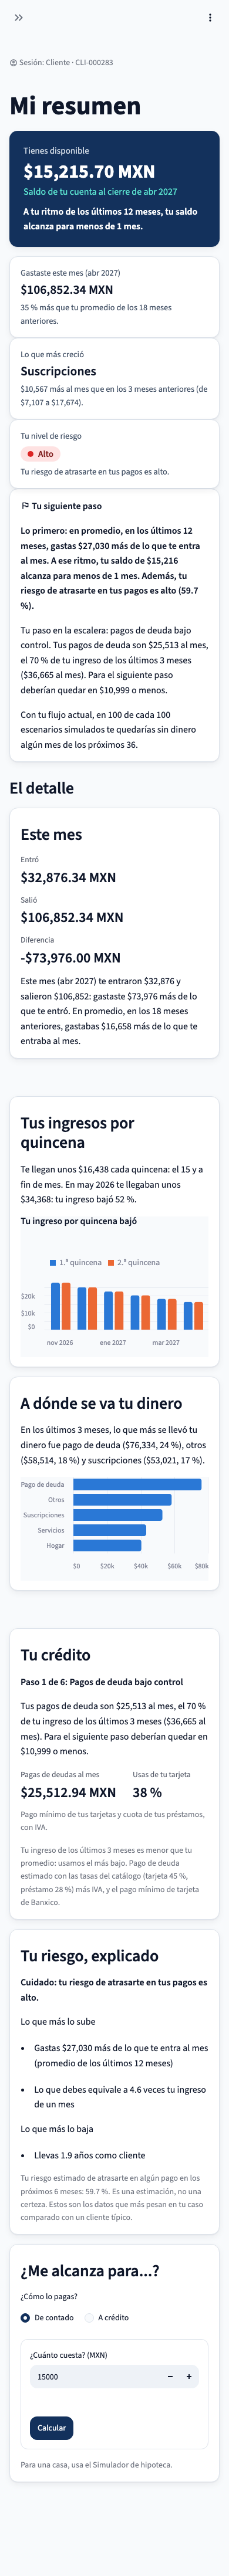 Sesión: Cliente · CLI-000283
Mi resumen
Tienes disponible
$15,215.70 MXN
Saldo de tu cuenta al cierre de abr 2027
A tu ritmo de los últimos 12 meses, tu saldo
alcanza para menos de 1 mes.
Gastaste este mes (abr 2027)
$106,852.34 MXN
35 % más que tu promedio de los 18 meses
anteriores.
Lo que más creció
Suscripciones
$10,567 más al mes que en los 3 meses anteriores (de
$7,107 a $17,674).
Tu nivel de riesgo
Alto
Tu riesgo de atrasarte en tus pagos es alto.
Tu siguiente paso
Lo primero: en promedio, en los últimos 12
meses, gastas $27,030 más de lo que te entra
al mes. A ese ritmo, tu saldo de $15,216
alcanza para menos de 1 mes. Además, tu
riesgo de atrasarte en tus pagos es alto (59.7
%).
Tu paso en la escalera: pagos de deuda bajo
control. Tus pagos de deuda son $25,513 al mes,
el 70 % de tu ingreso de los últimos 3 meses
($36,665 al mes). Para el siguiente paso
deberían quedar en $10,999 o menos.
Con tu flujo actual, en 100 de cada 100
escenarios simulados te quedarías sin dinero
algún mes de los próximos 36.
El detalle
Este mes
Entró
$32,876.34 MXN
Salió
$106,852.34 MXN
Diferencia
-$73,976.00 MXN
Este mes (abr 2027) te entraron $32,876 y
salieron $106,852: gastaste $73,976 más de lo
que te entró. En promedio, en los 18 meses
anteriores, gastabas $16,658 más de lo que te
entraba al mes.
Tus ingresos por
quincena
Te llegan unos $16,438 cada quincena: el 15 y a
fin de mes. En may 2026 te llegaban unos
$34,368: tu ingreso bajó 52 %.
Tu ingreso por quincena bajó
1.ª quincena 2.ª quincena
$20k
$10k
$0
nov 2026 ene 2027 mar 2027
A dónde se va tu dinero
En los últimos 3 meses, lo que más se llevó tu
dinero fue pago de deuda ($76,334, 24 %), otros
($58,514, 18 %) y suscripciones ($53,021, 17 %).
Pago de deuda
Otros
Suscripciones
Servicios
Hogar
$0 $20k $40k $60k $80k
Tu crédito
Paso 1 de 6: Pagos de deuda bajo control
Tus pagos de deuda son $25,513 al mes, el 70 %
de tu ingreso de los últimos 3 meses ($36,665 al
mes). Para el siguiente paso deberían quedar en
$10,999 o menos.
Pagas de deudas al mes Usas de tu tarjeta
$25,512.94 MXN 38 %
Pago mínimo de tus tarjetas y cuota de tus préstamos,
con IVA.
Tu ingreso de los últimos 3 meses es menor que tu
promedio: usamos el más bajo. Pago de deuda
estimado con las tasas del catálogo (tarjeta 45 %,
préstamo 28 %) más IVA, y el pago mínimo de tarjeta
de Banxico.
Tu riesgo, explicado
Cuidado: tu riesgo de atrasarte en tus pagos es
alto.
Lo que más lo sube
Gastas $27,030 más de lo que te entra al mes
(promedio de los últimos 12 meses)
Lo que debes equivale a 4.6 veces tu ingreso
de un mes
Lo que más lo baja
Llevas 1.9 años como cliente
Tu riesgo estimado de atrasarte en algún pago en los
próximos 6 meses: 59.7 %. Es una estimación, no una
certeza. Estos son los datos que más pesan en tu caso
comparado con un cliente típico.
¿Me alcanza para...?
¿Cómo lo pagas?
De contado A crédito
¿Cuánto cuesta? (MXN)
15000
Calcular
Para una casa, usa el Simulador de hipoteca.